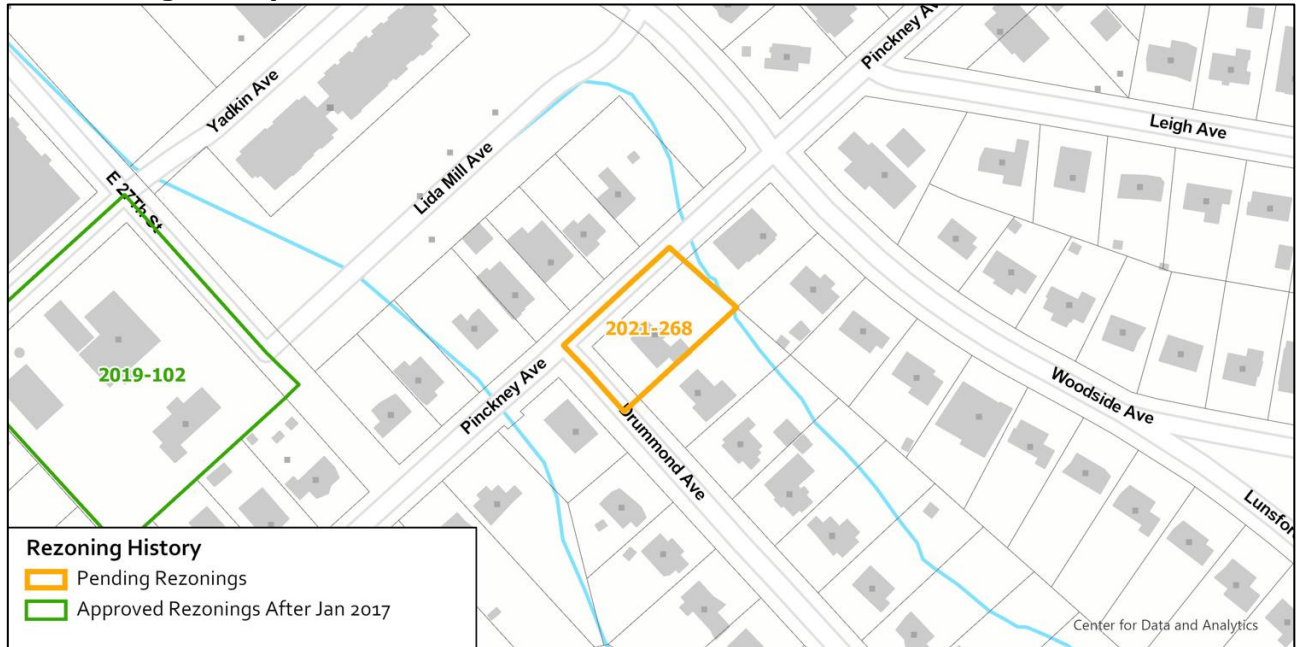 Pinckney Ave
Yadkin Ave
Leigh Ave
Lida Mill Ave
E 27Th St
2021-268
2019-102
Pinckney Ave
Woodside Ave
Drummond Ave
Rezoning History
Pending Rezonings
Approved Rezonings After Jan 2017
Center for Data and Analytics